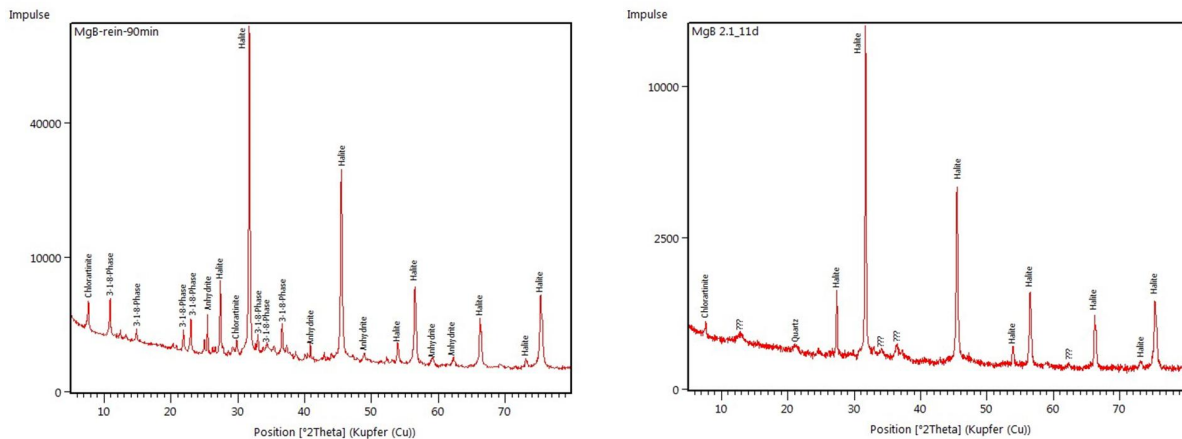 Impulse
MgB-rein-90min
40000
10000
0
Chlorartinite
3-1-8-Phase
3-1-8-Phase
3-1-8-Phase
3-1-8-Phase
Anhydrite
Halite
Chlorartinite
Halite
3-1-8-Phase
3-1-8-Phase
3-1-8-Phase
Anhydrite
Halite
Anhydrite
Halite
Halite
Anhydrite
Anhydrite
Halite
Halite
Halite
10 20 30 40 50 60 70
Position [°2Theta] (Kupfer (Cu))
Impulse
MgB 2.1_11d
10000
2500
0
Chlorartinite
???
Quartz
Halite
Halite
???
???
Halite
Halite
Halite
???
Halite
Halite
Halite
10 20 30 40 50 60 70
Position [°2Theta] (Kupfer (Cu))